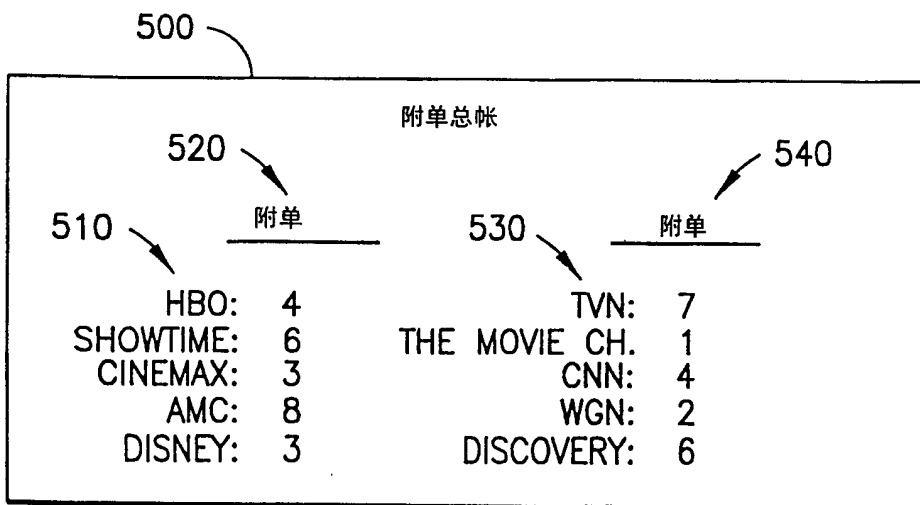 500
附单总帐
520
540
附单
附单
510
530
HBO: 4
TVN: 7
SHOWTIME: 6
THE MOVIE CH. 1
CINEMAX: 3
CNN: 4
AMC: 8
WGN: 2
DISNEY: 3
DISCOVERY: 6